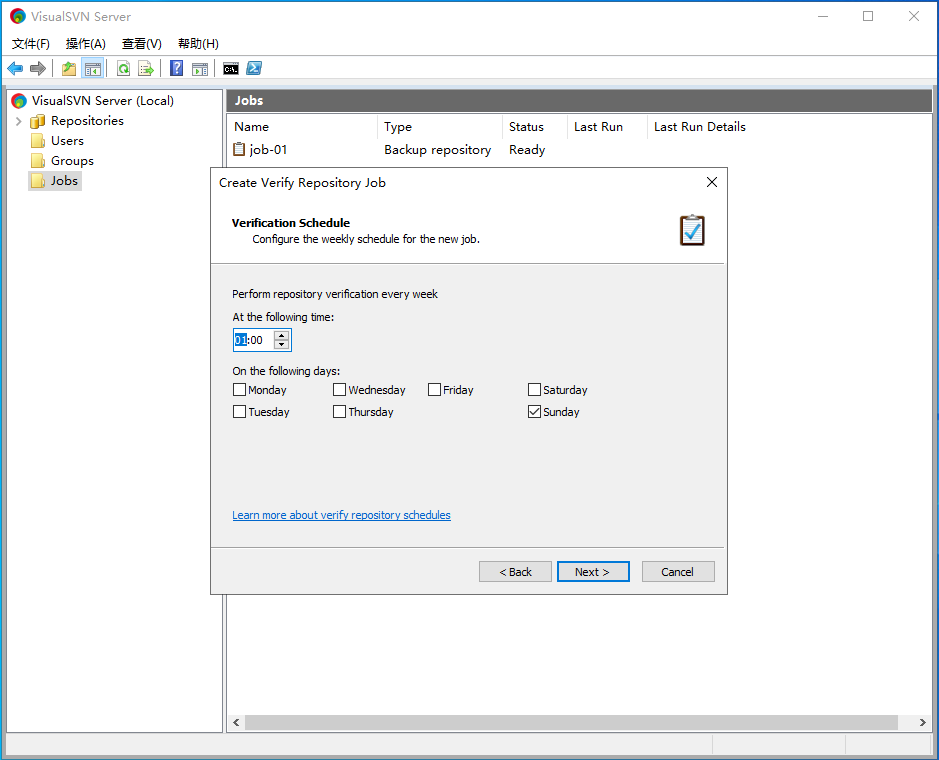 VisualSVN Server
文件(F) 操作(A) 查看(V) 帮助(H)
C:\.
VisualSVN Server (Local)
Repositories
Users
Groups
Jobs
Jobs
Name Type Status Last Run Last Run Details
job-01 Backup repository Ready
Create Verify Repository Job
Verification Schedule
Configure the weekly schedule for the new job.
Perform repository verification every week
At the following time:
01:00
On the following days:
Monday Wednesday Friday Saturday
Tuesday Thursday Sunday
Learn more about verify repository schedules
< Back Next > Cancel